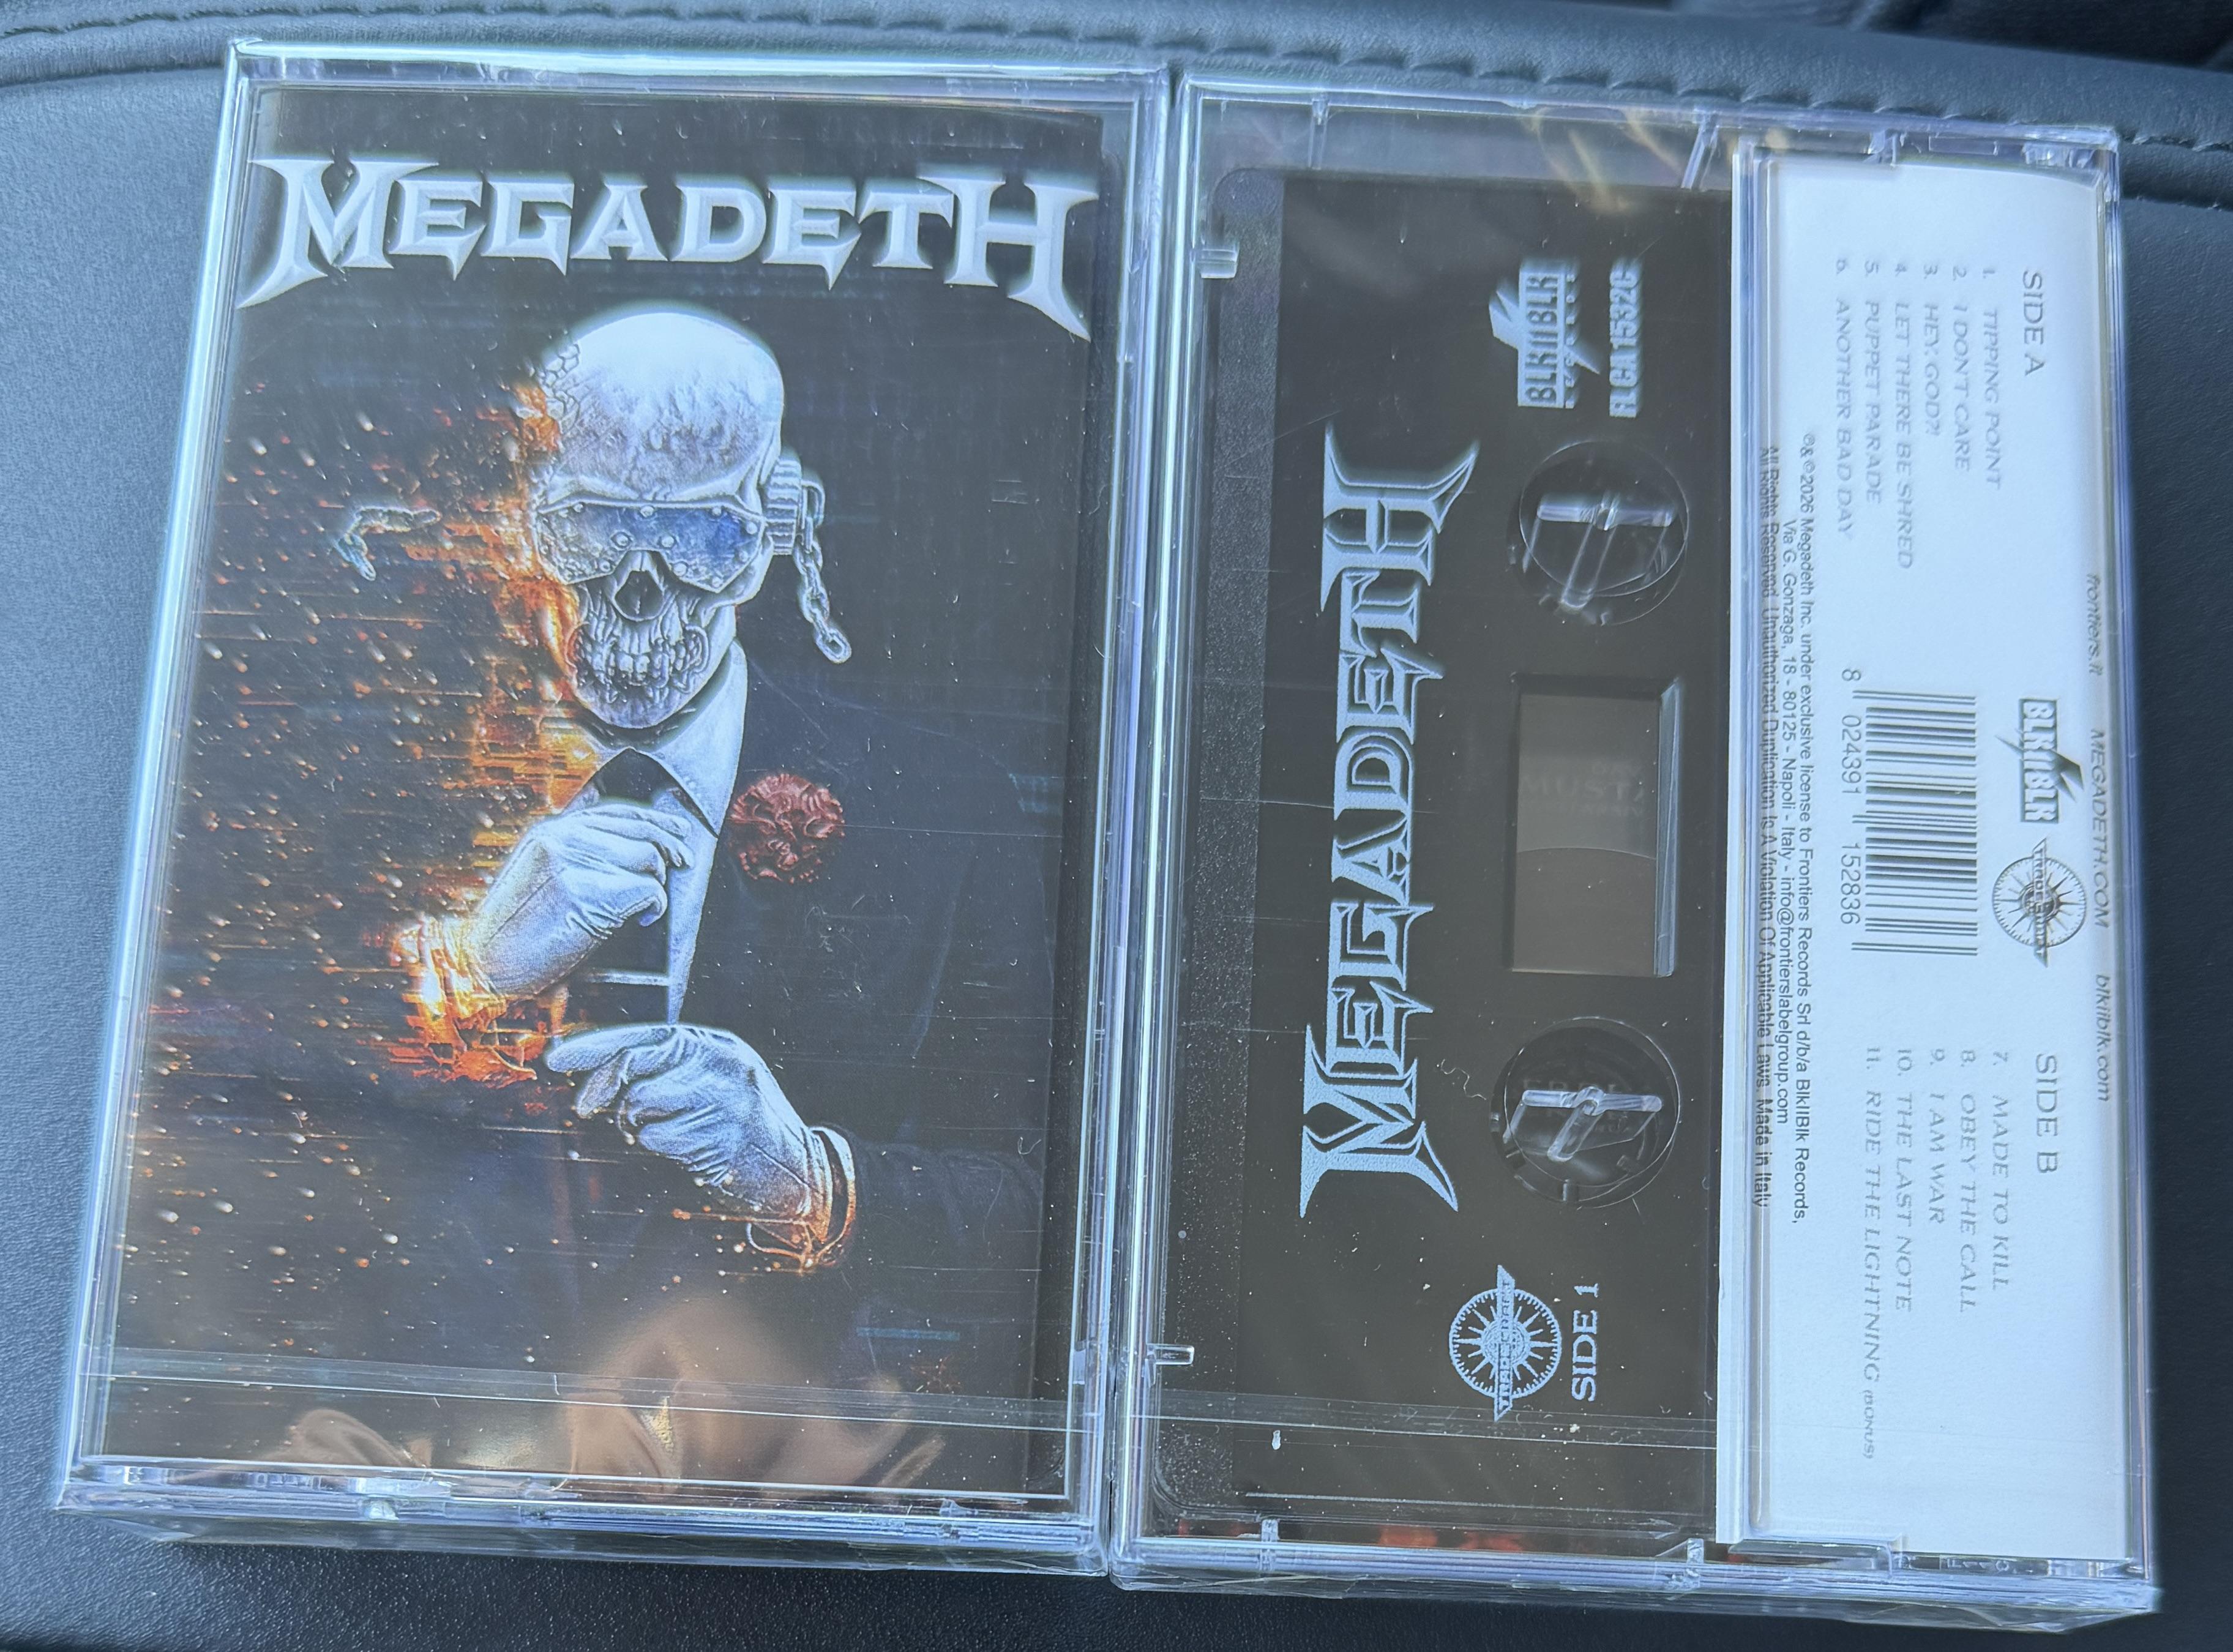 MEGADETH
BLKIIBLK
MEGADETH
SIDE 1
SIDE A
1. TIPPING POINT
2. I DON'T CARE
3. HEY, GOD?!
4. LET THERE BE SHRED
5. PUPPET PARADE
6. ANOTHER BAD DAY
frontiers.it MEGADETH.COM blkiiblk.com
BLKIIBLK
8 024391 152836
SIDE B
7. MADE TO KILL
8. OBEY THE CALL
9. I AM WAR
10. THE LAST NOTE
11. RIDE THE LIGHTNING (BONUS)
℗&©2026 Megadeth Inc. under exclusive license to Frontiers Records Srl d/b/a BlkIIBlk Records,
Via G. Gonzaga, 18 - 80125 - Napoli - Italy - info@frontierslabelgroup.com
All Rights Reserved. Unauthorized Duplication Is A Violation Of Applicable Laws. Made in Italy